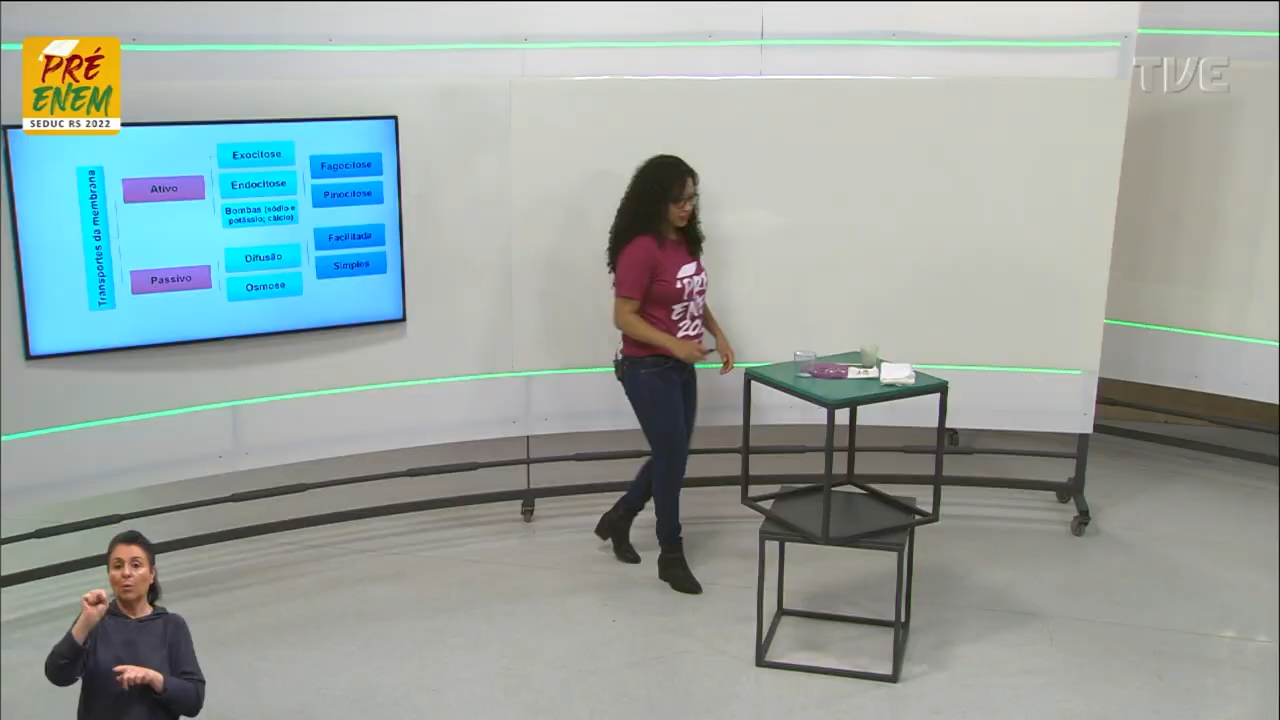 PRÉ
ENEM
SEDUC RS 2022
TVE
Transportes da membrana
Ativo
Passivo
Exocitose
Endocitose
Bombas (sódio e
potássio; cálcio)
Difusão
Osmose
Fagocitose
Pinocitose
Facilitada
Simples
PRÉ
ENEM